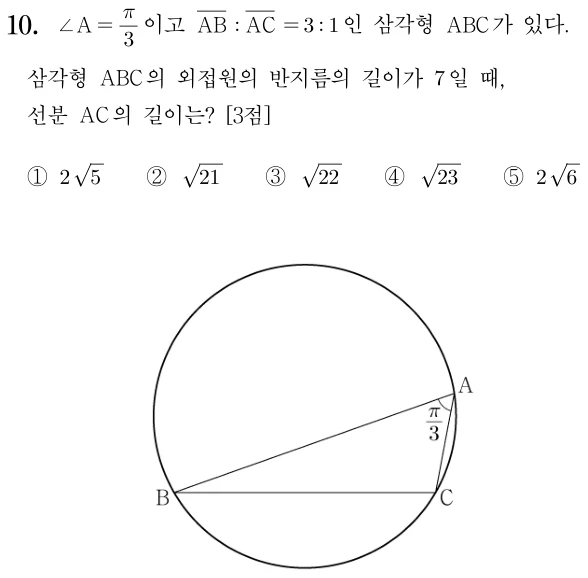 10. ∠A = π/3 이고 AB : AC = 3 : 1 인 삼각형 ABC가 있다.
삼각형 ABC의 외접원의 반지름의 길이가 7일 때,
선분 AC의 길이는? [3점]
① 2√5 ② √21 ③ √22 ④ √23 ⑤ 2√6
A
π/3
B
C